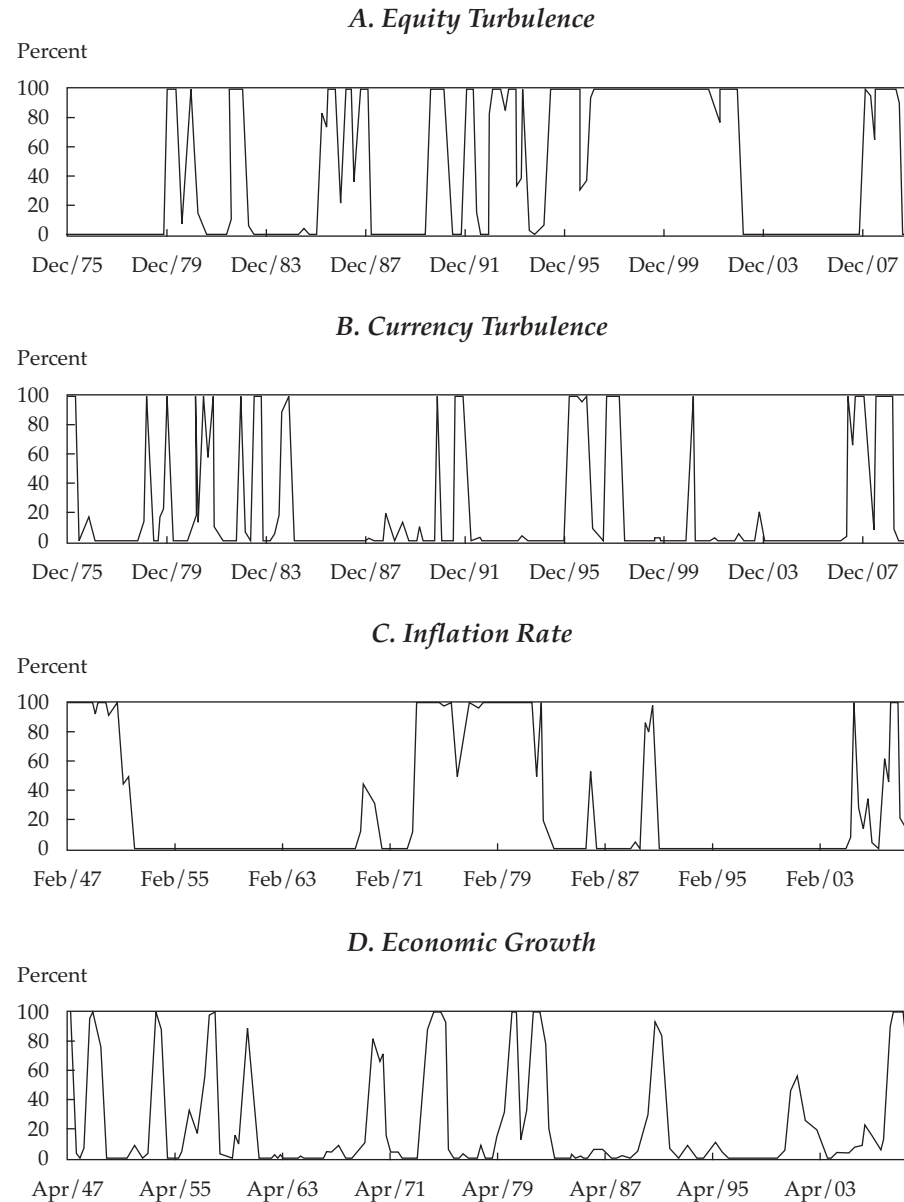 A. Equity Turbulence
Percent
100
80
60
40
20
0
Dec/75 Dec/79 Dec/83 Dec/87 Dec/91 Dec/95 Dec/99 Dec/03 Dec/07
B. Currency Turbulence
Percent
100
80
60
40
20
0
Dec/75 Dec/79 Dec/83 Dec/87 Dec/91 Dec/95 Dec/99 Dec/03 Dec/07
C. Inflation Rate
Percent
100
80
60
40
20
0
Feb/47 Feb/55 Feb/63 Feb/71 Feb/79 Feb/87 Feb/95 Feb/03
D. Economic Growth
Percent
100
80
60
40
20
0
Apr/47 Apr/55 Apr/63 Apr/71 Apr/79 Apr/87 Apr/95 Apr/03